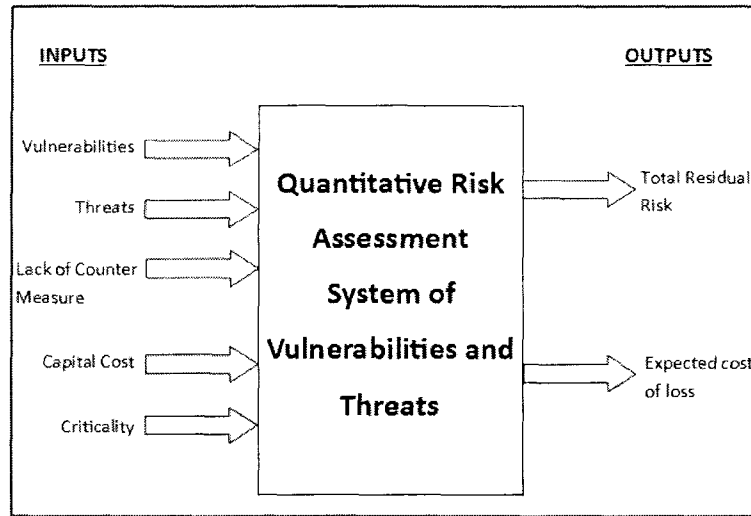 INPUTS
OUTPUTS
Vulnerabilities
Threats
Lack of Counter
Measure
Capital Cost
Criticality
Quantitative Risk
Assessment
System of
Vulnerabilities and
Threats
Total Residual
Risk
Expected cost
of loss